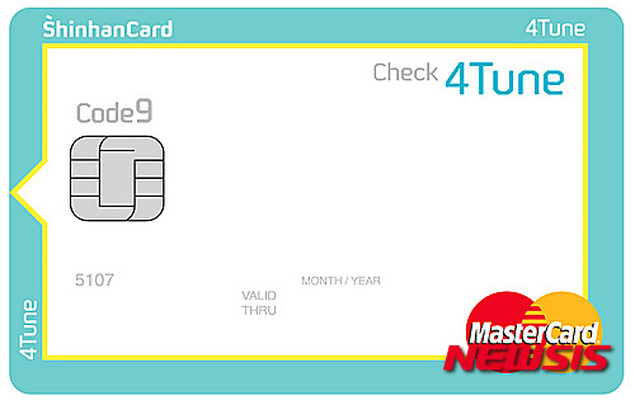 ShinhanCard
4Tune
Check 4Tune
Code9
5107
MONTH / YEAR
VALID
THRU
4Tune
MasterCard
NEWSIS